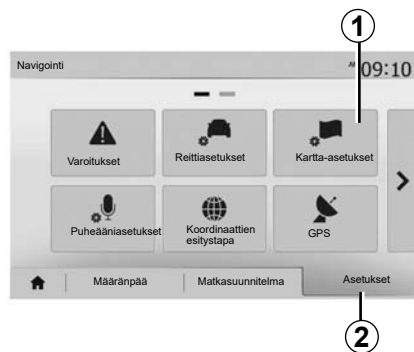 1
Navigointi
09:10
Varoitukset
Reittiasetukset
Kartta-asetukset
Puheääniasetukset
Koordinaattien
esitystapa
GPS
Määränpää
Matkasuunnitelma
Asetukset
2